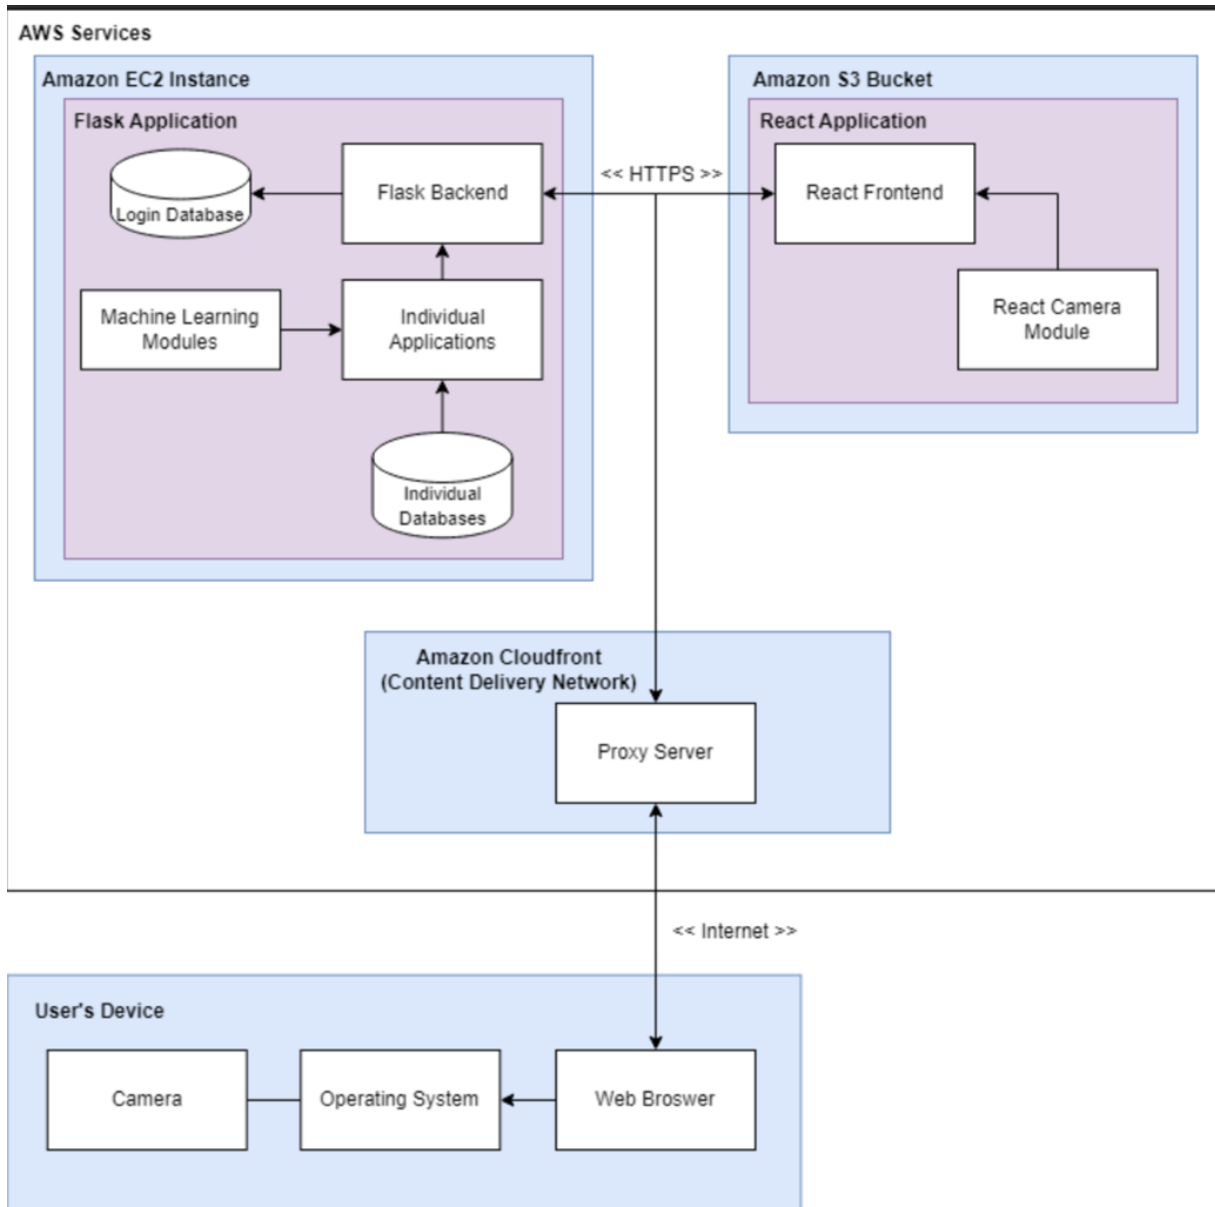 AWS Services
Amazon EC2 Instance
Flask Application
Login Database
Flask Backend
Machine Learning
Modules
Individual
Applications
Individual
Databases
<< HTTPS >>
Amazon S3 Bucket
React Application
React Frontend
React Camera
Module
Amazon Cloudfront
(Content Delivery Network)
Proxy Server
<< Internet >>
User's Device
Camera
Operating System
Web Broswer